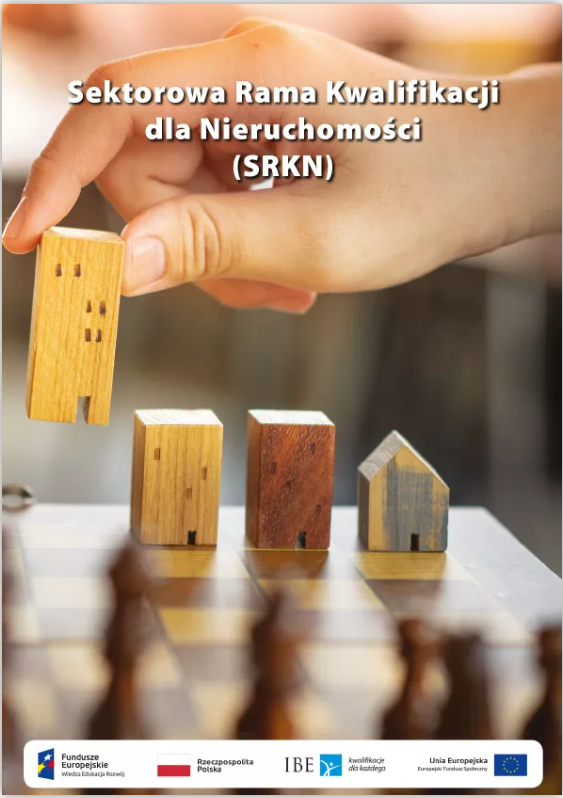 Sektorowa Rama Kwalifikacji
dla Nieruchomości
(SRKN)
Fundusze
Europejskie
Wiedza Edukacja Rozwój
Rzeczpospolita
Polska
IBE
kwalifikacje
dla każdego
Unia Europejska
Europejski Fundusz Społeczny